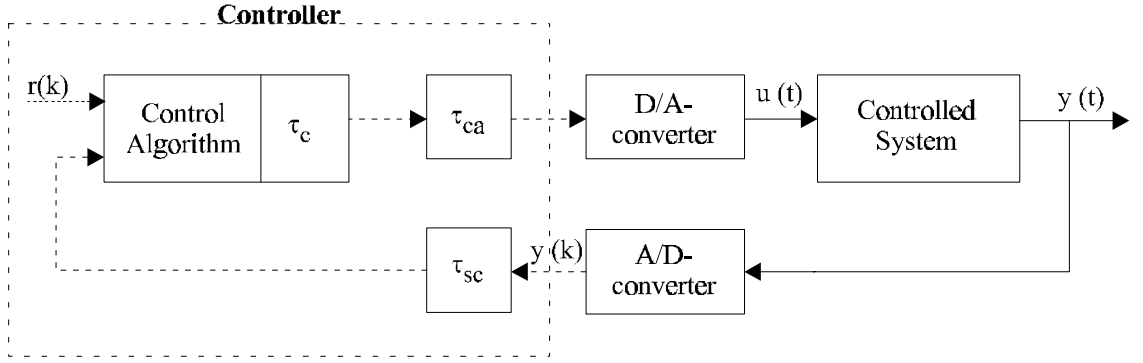 Controller
r(k)
Control
Algorithm
τc
τca
D/A-
converter
u (t)
Controlled
System
y (t)
τsc
y (k)
A/D-
converter